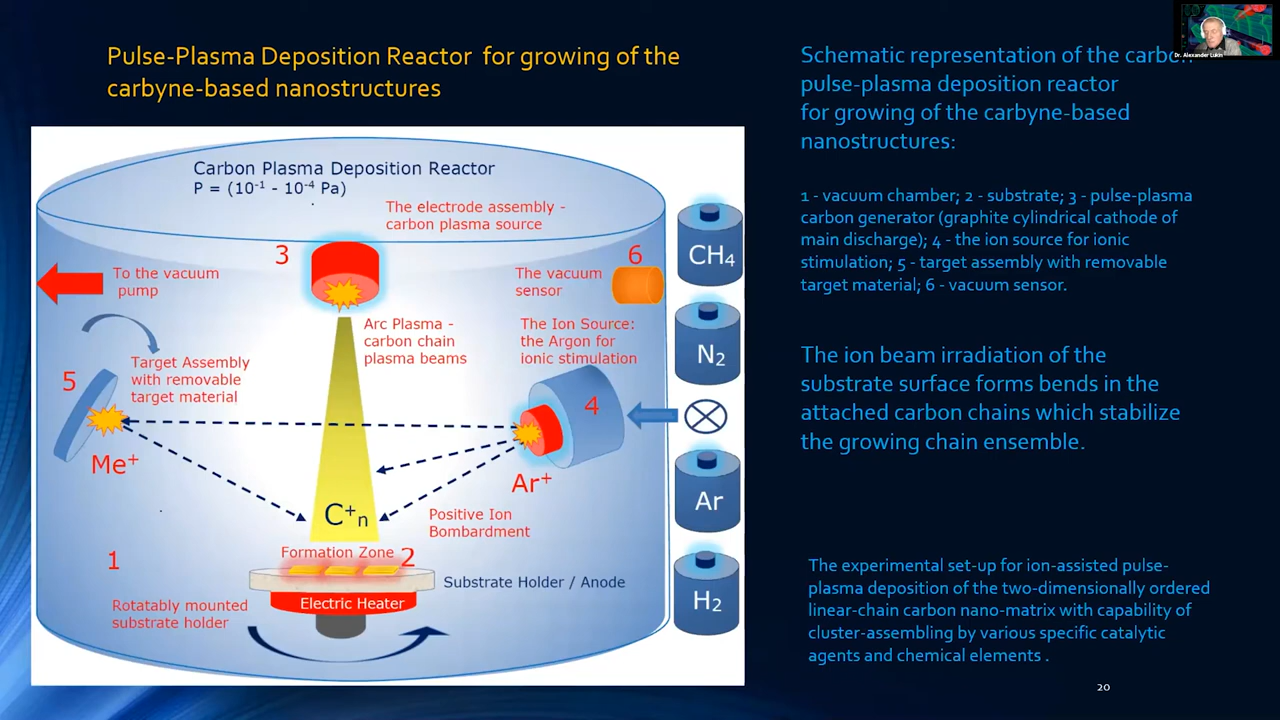 Pulse-Plasma Deposition Reactor for growing of the
carbyne-based nanostructures
Carbon Plasma Deposition Reactor
P = (10⁻¹ - 10⁻⁴ Pa)
The electrode assembly -
carbon plasma source
3
To the vacuum
pump
The vacuum
sensor
6
Arc Plasma -
carbon chain
plasma beams
The Ion Source:
the Argon for
ionic stimulation
Target Assembly
with removable
target material
5
4
Me⁺
Ar⁺
C⁺n
Positive Ion
Bombardment
Formation Zone
2
1
Substrate Holder / Anode
Electric Heater
Rotatably mounted
substrate holder
CH₄
N₂
Ar
H₂
Dr. Alexander Lukin
Schematic representation of the carbon
pulse-plasma deposition reactor
for growing of the carbyne-based
nanostructures:
1 - vacuum chamber; 2 - substrate; 3 - pulse-plasma
carbon generator (graphite cylindrical cathode of
main discharge); 4 - the ion source for ionic
stimulation; 5 - target assembly with removable
target material; 6 - vacuum sensor.
The ion beam irradiation of the
substrate surface forms bends in the
attached carbon chains which stabilize
the growing chain ensemble.
The experimental set-up for ion-assisted pulse-
plasma deposition of the two-dimensionally ordered
linear-chain carbon nano-matrix with capability of
cluster-assembling by various specific catalytic
agents and chemical elements .
20